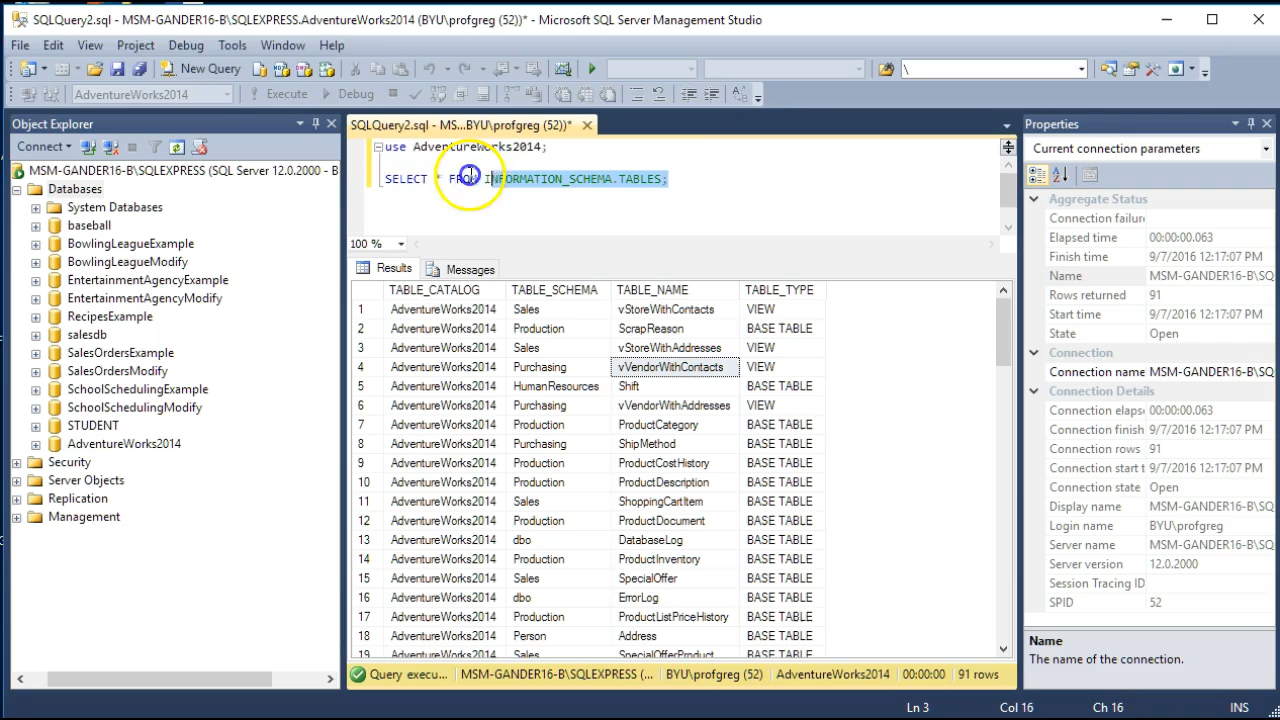 SQLQuery2.sql - MSM-GANDER16-B\SQLEXPRESS.AdventureWorks2014 (BYU\profgreg (52))* - Microsoft SQL Server Management Studio
File Edit View Project Debug Tools Window Help
New Query \
AdventureWorks2014 Execute Debug
Object Explorer
Connect
MSM-GANDER16-B\SQLEXPRESS (SQL Server 12.0.2000 - B
Databases
System Databases
baseball
BowlingLeagueExample
BowlingLeagueModify
EntertainmentAgencyExample
EntertainmentAgencyModify
RecipesExample
salesdb
SalesOrdersExample
SalesOrdersModify
SchoolSchedulingExample
SchoolSchedulingModify
STUDENT
AdventureWorks2014
Security
Server Objects
Replication
Management
SQLQuery2.sql - MS...BYU\profgreg (52))*
use AdventureWorks2014;
SELECT * FROM INFORMATION_SCHEMA.TABLES;
100 %
Results Messages
TABLE_CATALOG TABLE_SCHEMA TABLE_NAME TABLE_TYPE
1 AdventureWorks2014 Sales vStoreWithContacts VIEW
2 AdventureWorks2014 Production ScrapReason BASE TABLE
3 AdventureWorks2014 Sales vStoreWithAddresses VIEW
4 AdventureWorks2014 Purchasing vVendorWithContacts VIEW
5 AdventureWorks2014 HumanResources Shift BASE TABLE
6 AdventureWorks2014 Purchasing vVendorWithAddresses VIEW
7 AdventureWorks2014 Production ProductCategory BASE TABLE
8 AdventureWorks2014 Purchasing ShipMethod BASE TABLE
9 AdventureWorks2014 Production ProductCostHistory BASE TABLE
10 AdventureWorks2014 Production ProductDescription BASE TABLE
11 AdventureWorks2014 Sales ShoppingCartItem BASE TABLE
12 AdventureWorks2014 Production ProductDocument BASE TABLE
13 AdventureWorks2014 dbo DatabaseLog BASE TABLE
14 AdventureWorks2014 Production ProductInventory BASE TABLE
15 AdventureWorks2014 Sales SpecialOffer BASE TABLE
16 AdventureWorks2014 dbo ErrorLog BASE TABLE
17 AdventureWorks2014 Production ProductListPriceHistory BASE TABLE
18 AdventureWorks2014 Person Address BASE TABLE
19 AdventureWorks2014 Sales SpecialOfferProduct BASE TABLE
Query execu... MSM-GANDER16-B\SQLEXPRESS (... BYU\profgreg (52) AdventureWorks2014 00:00:00 91 rows
Properties
Current connection parameters
Aggregate Status
Connection failure
Elapsed time 00:00:00.063
Finish time 9/7/2016 12:17:07 PM
Name MSM-GANDER16-B\SQ
Rows returned 91
Start time 9/7/2016 12:17:07 PM
State Open
Connection
Connection name MSM-GANDER16-B\SQ
Connection Details
Connection elaps 00:00:00.063
Connection finish 9/7/2016 12:17:07 PM
Connection rows 91
Connection start t 9/7/2016 12:17:07 PM
Connection state Open
Display name MSM-GANDER16-B\SQ
Login name BYU\profgreg
Server name MSM-GANDER16-B\SQ
Server version 12.0.2000
Session Tracing ID
SPID 52
Name
The name of the connection.
Ln 3 Col 16 Ch 16 INS